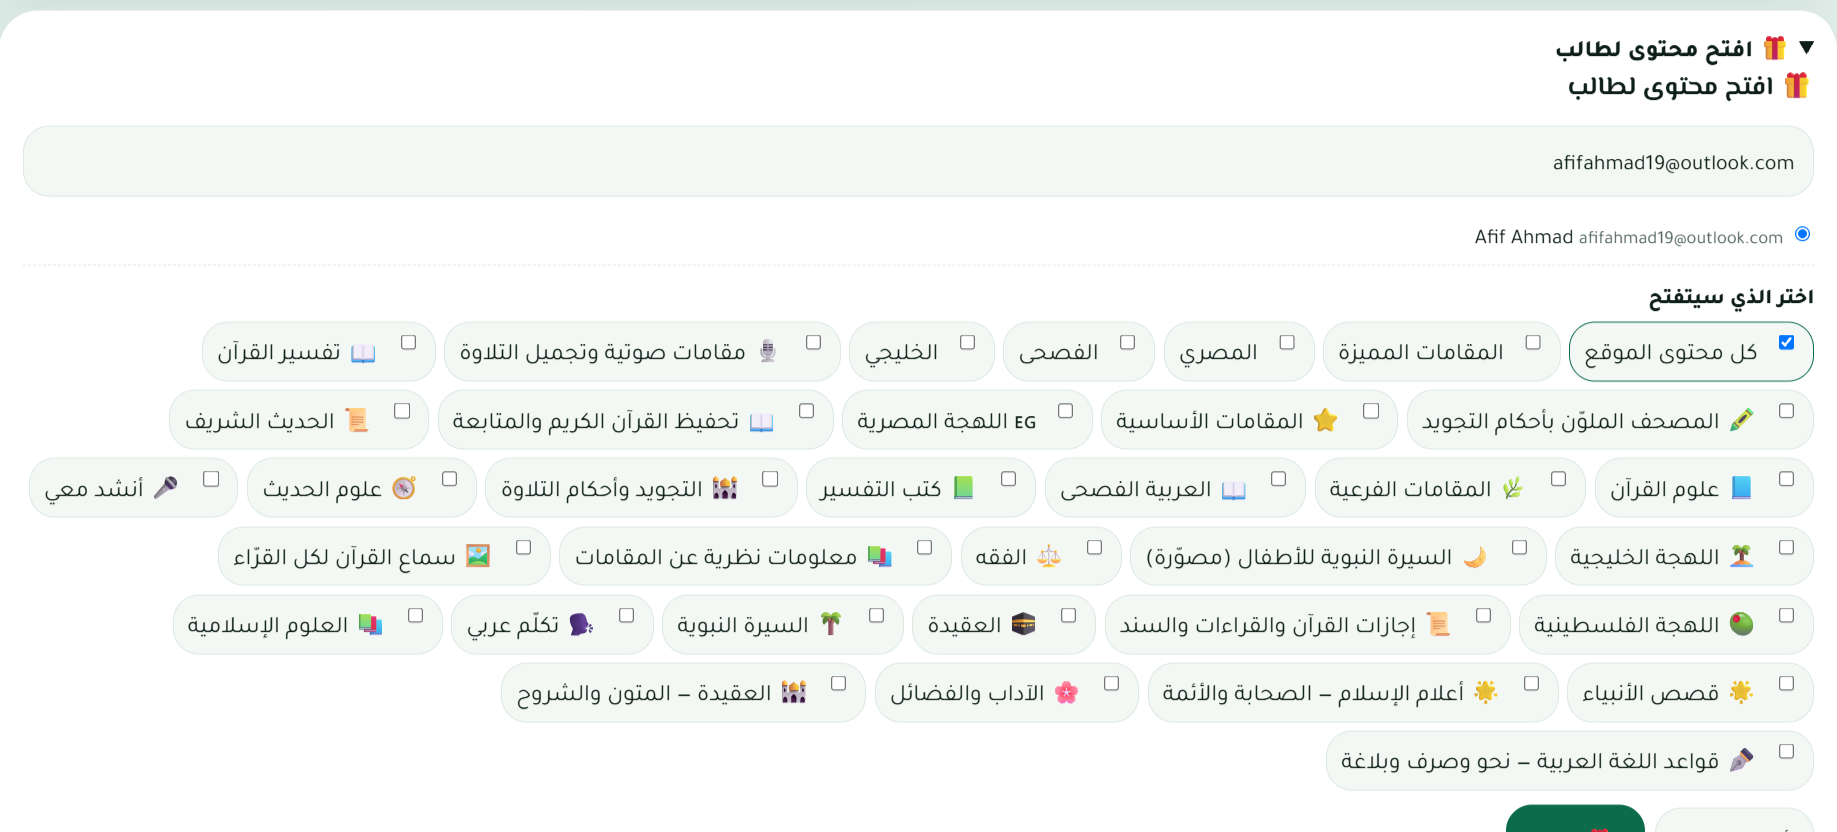 ▼ 🎁 افتح محتوى لطالب
🎁 افتح محتوى لطالب
afifahmad19@outlook.com
afifahmad19@outlook.com Afif Ahmad
اختر الذي سيتفتح
كل محتوى الموقع المقامات المميزة المصري الفصحى الخليجي 🎙️ مقامات صوتية وتجميل التلاوة 📖 تفسير القرآن
🖍️ المصحف الملوّن بأحكام التجويد ⭐ المقامات الأساسية EG اللهجة المصرية 📖 تحفيظ القرآن الكريم والمتابعة 📜 الحديث الشريف
📘 علوم القرآن 🌿 المقامات الفرعية 📖 العربية الفصحى 📗 كتب التفسير 🕌 التجويد وأحكام التلاوة 🧭 علوم الحديث 🎤 أنشد معي
🏝️ اللهجة الخليجية 🌙 السيرة النبوية للأطفال (مصوّرة) ⚖️ الفقه 📚 معلومات نظرية عن المقامات 🖼️ سماع القرآن لكل القرّاء
🫒 اللهجة الفلسطينية 📜 إجازات القرآن والقراءات والسند 🕋 العقيدة 🌴 السيرة النبوية 🗣️ تكلّم عربي 📚 العلوم الإسلامية
🌟 قصص الأنبياء 🌟 أعلام الإسلام – الصحابة والأئمة 🌸 الآداب والفضائل 🕌 العقيدة – المتون والشروح
✒️ قواعد اللغة العربية – نحو وصرف وبلاغة